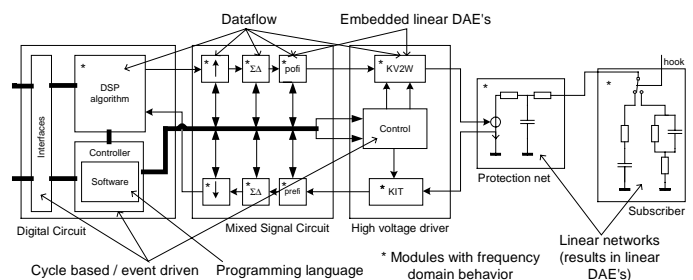 Dataflow
Embedded linear DAE's
hook
*
DSP
algorithm
*
*
ΣΔ
*
pofi
*
KV2W
*
*
Interfaces
Controller
Software
Control
*
*
ΣΔ
*
prefi
* KIT
Protection net
Subscriber
Digital Circuit
Mixed Signal Circuit
High voltage driver
Linear networks
(results in linear
DAE's)
* Modules with frequency
domain behavior
Cycle based / event driven
Programming language